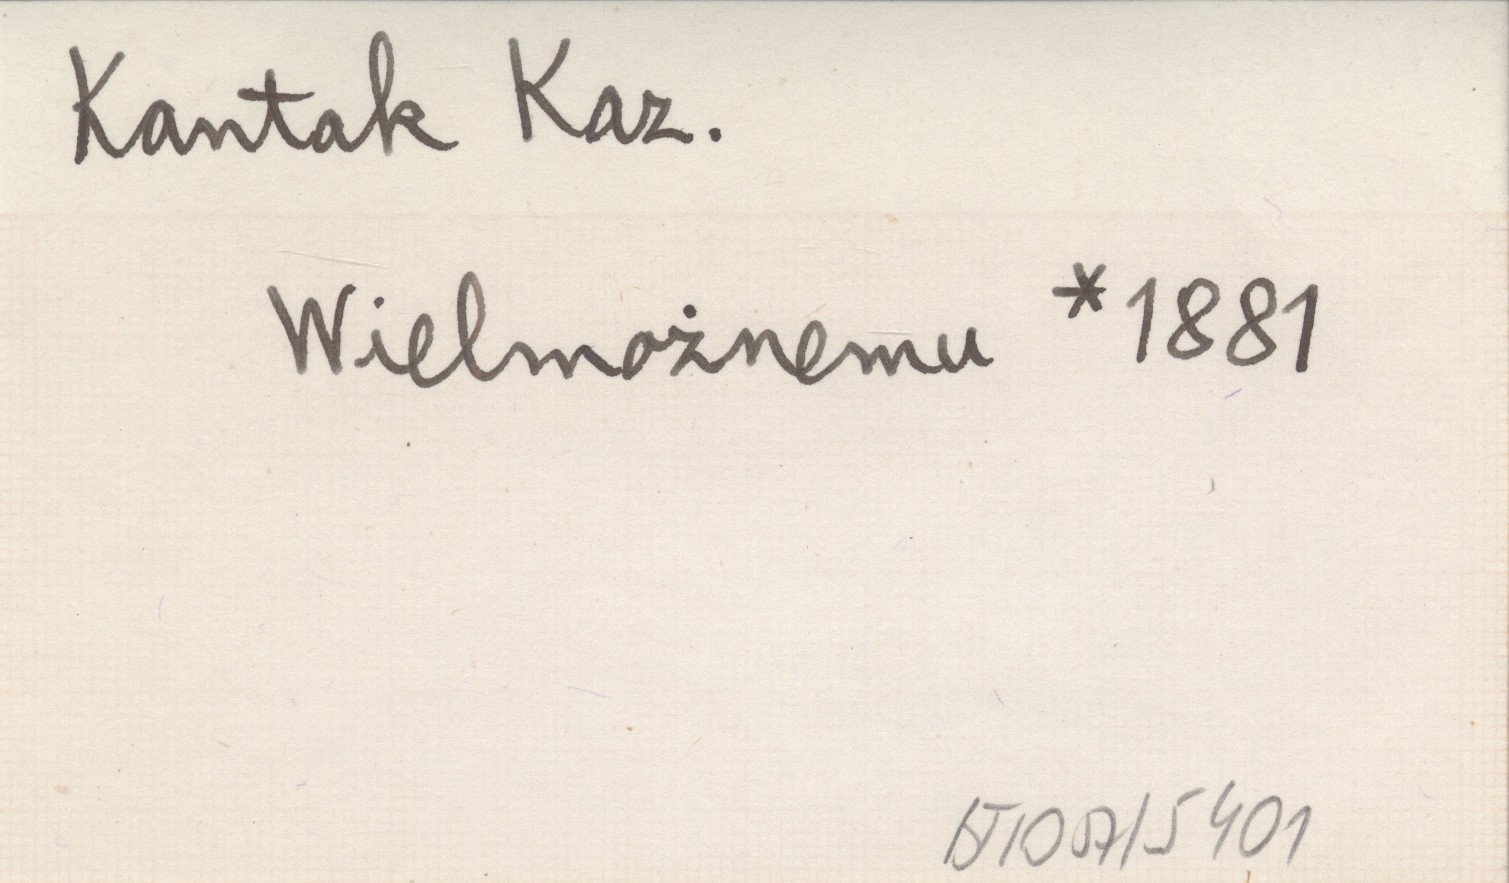 Kantak Kaz.
Wielmożnemu *1881